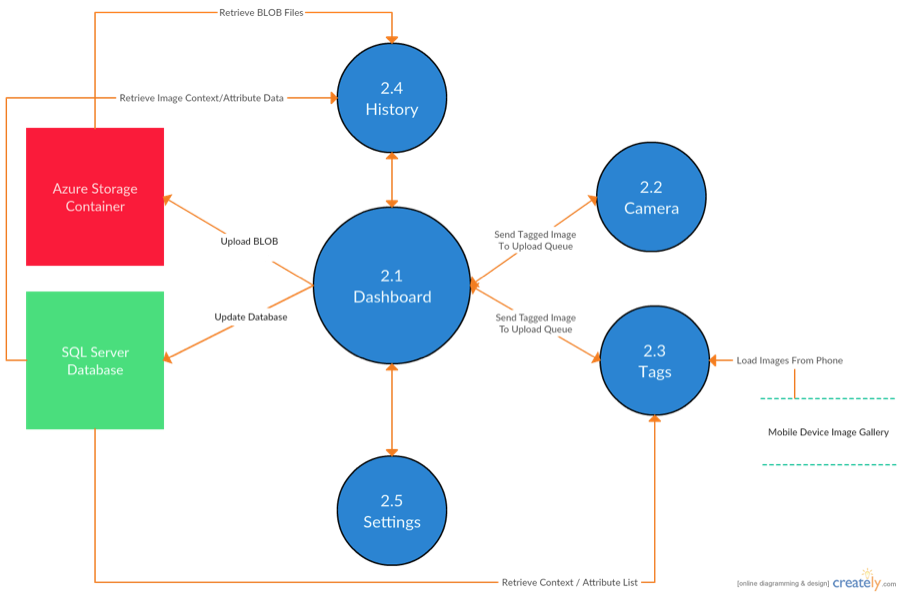 Retrieve BLOB Files
2.4
History
Retrieve Image Context/Attribute Data
Azure Storage
Container
2.2
Camera
Upload BLOB
Send Tagged Image
To Upload Queue
2.1
Dashboard
Update Database
Send Tagged Image
To Upload Queue
SQL Server
Database
2.3
Tags
Load Images From Phone
Mobile Device Image Gallery
2.5
Settings
Retrieve Context / Attribute List
[online diagramming & design] creately.com